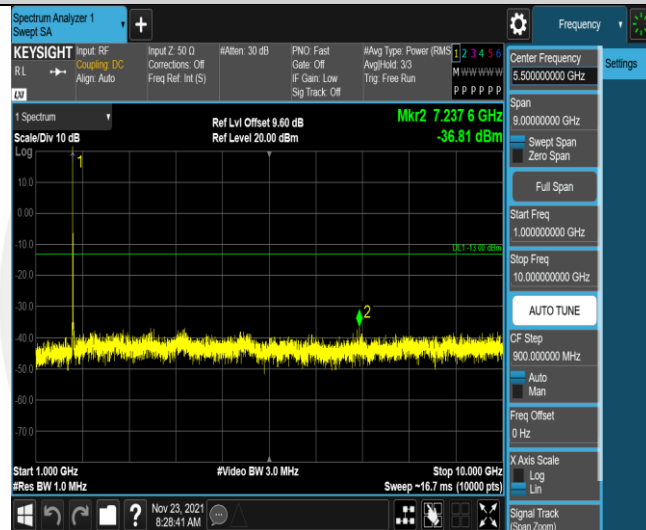 Spectrum Analyzer 1
Swept SA
+
Frequency
KEYSIGHT
R L
LXI
Input: RF
Coupling: DC
Align: Auto
Input Z: 50 Ω
Corrections: Off
Freq Ref: Int (S)
#Atten: 30 dB
PNO: Fast
Gate: Off
IF Gain: Low
Sig Track: Off
#Avg Type: Power (RMS
Avg|Hold: 3/3
Trig: Free Run
1 2 3 4 5 6
M W W W W W
P P P P P P
1 Spectrum
Scale/Div 10 dB
Log
Ref Lvl Offset 9.60 dB
Ref Level 20.00 dBm
Mkr2 7.237 6 GHz
-36.81 dBm
1
10.0
0.00
-10.0
DL1 -13.00 dBm
-20.0
-30.0
2
-40.0
-50.0
-60.0
-70.0
Start 1.000 GHz
#Res BW 1.0 MHz
#Video BW 3.0 MHz
Stop 10.000 GHz
Sweep ~16.7 ms (10000 pts)
Nov 23, 2021
8:28:41 AM
?
Center Frequency
5.500000000 GHz
Settings
Span
9.00000000 GHz
Swept Span
Zero Span
Full Span
Start Freq
1.000000000 GHz
Stop Freq
10.000000000 GHz
AUTO TUNE
CF Step
900.000000 MHz
Auto
Man
Freq Offset
0 Hz
X Axis Scale
Log
Lin
Signal Track
(Span Zoom)